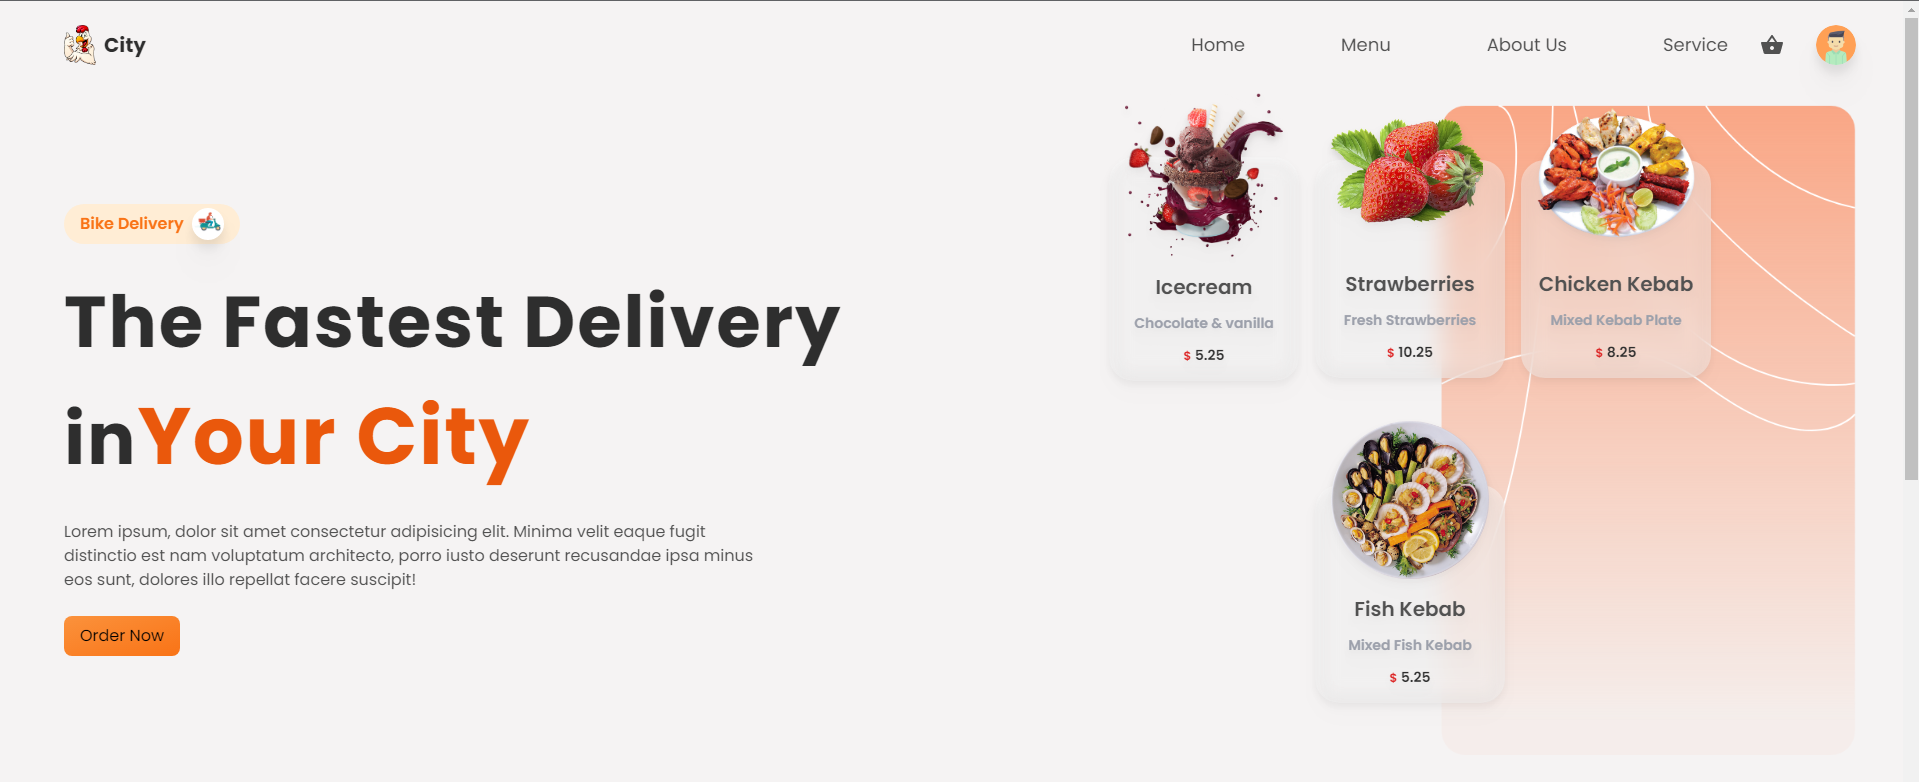 City
Home
Menu
About Us
Service
Bike Delivery
The Fastest Delivery
inYour City
Lorem ipsum, dolor sit amet consectetur adipisicing elit. Minima velit eaque fugit
distinctio est nam voluptatum architecto, porro iusto deserunt recusandae ipsa minus
eos sunt, dolores illo repellat facere suscipit!
Order Now
Icecream
Chocolate & vanilla
$ 5.25
Strawberries
Fresh Strawberries
$ 10.25
Chicken Kebab
Mixed Kebab Plate
$ 8.25
Fish Kebab
Mixed Fish Kebab
$ 5.25